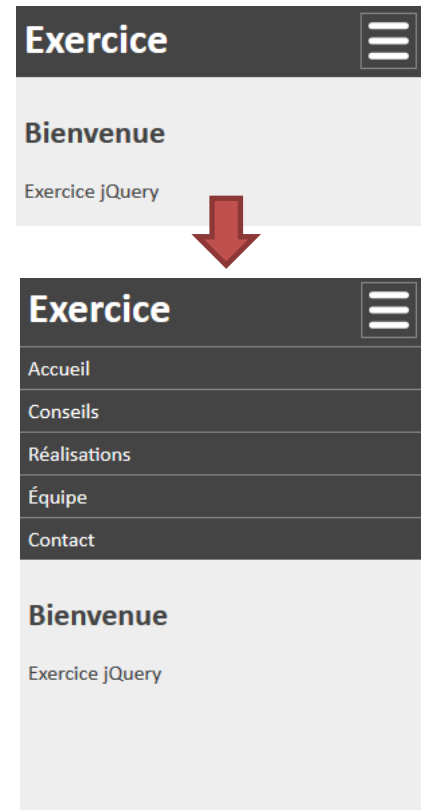 Exercice
Bienvenue
Exercice jQuery
Exercice
Accueil
Conseils
Réalisations
Équipe
Contact
Bienvenue
Exercice jQuery